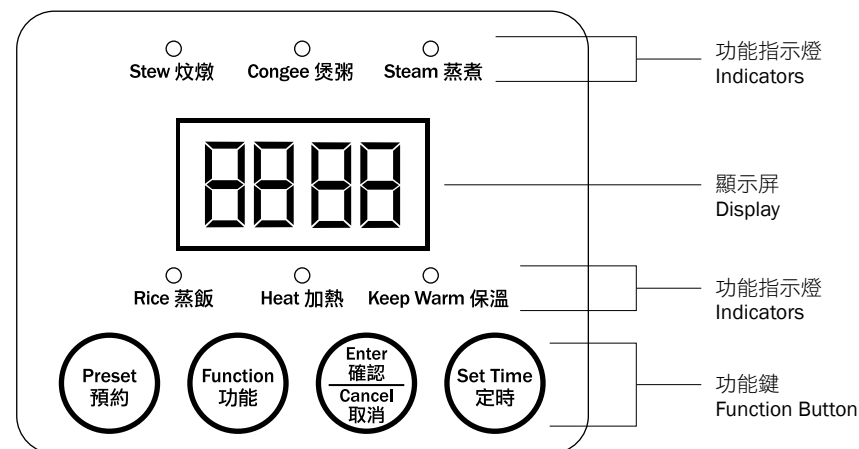 Stew 炆燉 Congee 煲粥 Steam 蒸煮
功能指示燈
Indicators
8888
顯示屏
Display
Rice 蒸飯 Heat 加熱 Keep Warm 保溫
功能指示燈
Indicators
Preset
預約
Function
功能
Enter
確認
Cancel
取消
Set Time
定時
功能鍵
Function Button